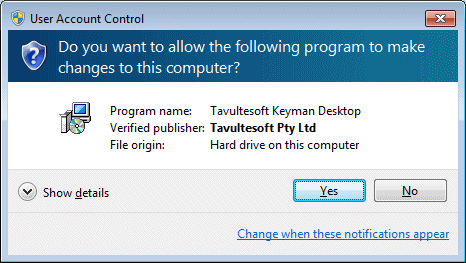 User Account Control
Do you want to allow the following program to make
changes to this computer?
Program name: Tavultesoft Keyman Desktop
Verified publisher: Tavultesoft Pty Ltd
File origin: Hard drive on this computer
Show details
Yes
No
Change when these notifications appear